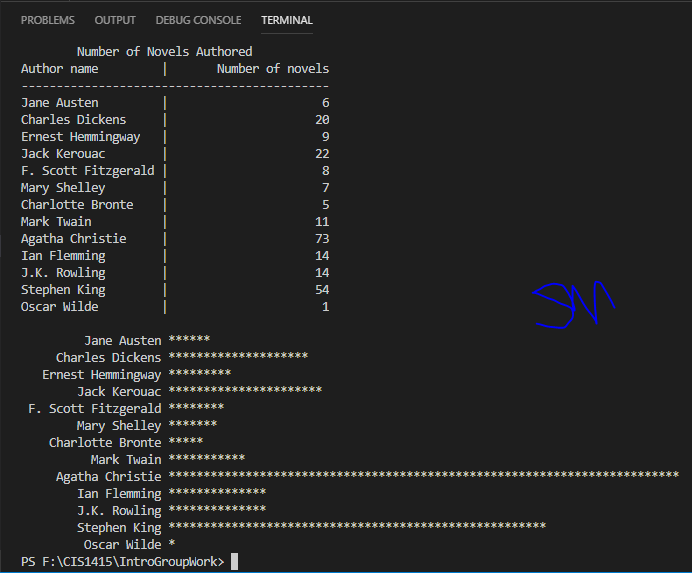 PROBLEMS OUTPUT DEBUG CONSOLE TERMINAL
Number of Novels Authored
Author name | Number of novels
--------------------------------------------
Jane Austen | 6
Charles Dickens | 20
Ernest Hemmingway | 9
Jack Kerouac | 22
F. Scott Fitzgerald | 8
Mary Shelley | 7
Charlotte Bronte | 5
Mark Twain | 11
Agatha Christie | 73
Ian Flemming | 14
J.K. Rowling | 14
Stephen King | 54
Oscar Wilde | 1
Jane Austen ******
Charles Dickens ********************
Ernest Hemmingway *********
Jack Kerouac **********************
F. Scott Fitzgerald ********
Mary Shelley *******
Charlotte Bronte *****
Mark Twain ***********
Agatha Christie *************************************************************************
Ian Flemming **************
J.K. Rowling **************
Stephen King ******************************************************
Oscar Wilde *
PS F:\CIS1415\IntroGroupWork>